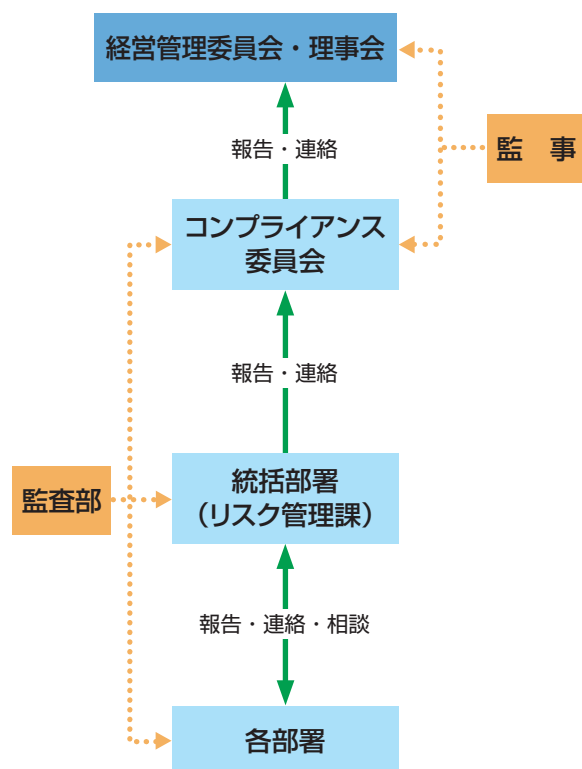 経営管理委員会・理事会
報告・連絡
監　事
コンプライアンス
委員会
報告・連絡
監査部
統括部署
（リスク管理課）
報告・連絡・相談
各部署